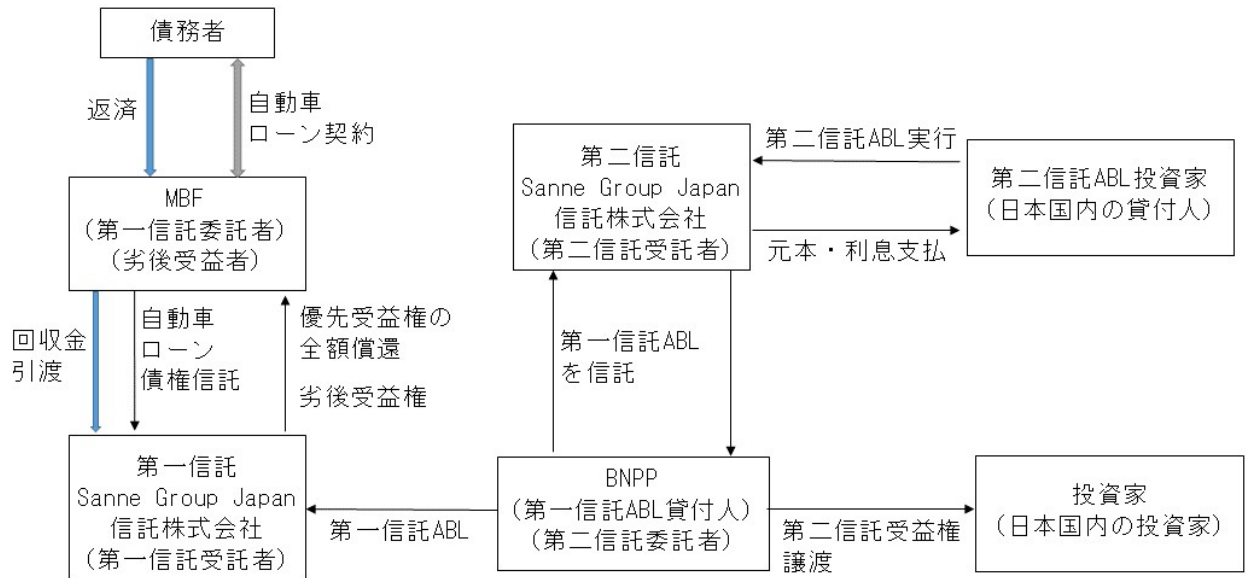 債務者
返済
自動車
ローン契約
MBF
(第一信託委託者)
(劣後受益者)
回収金
引渡
自動車
ローン
債権信託
優先受益権の
全額償還
劣後受益権
第一信託
Sanne Group Japan
信託株式会社
(第一信託受託者)
第一信託ABL
第二信託
Sanne Group Japan
信託株式会社
(第二信託受託者)
第二信託ABL実行
元本・利息支払
第二信託ABL投資家
(日本国内の貸付人)
第一信託ABL
を信託
BNPP
(第一信託ABL貸付人)
(第二信託委託者)
第二信託受益権
譲渡
投資家
(日本国内の投資家)